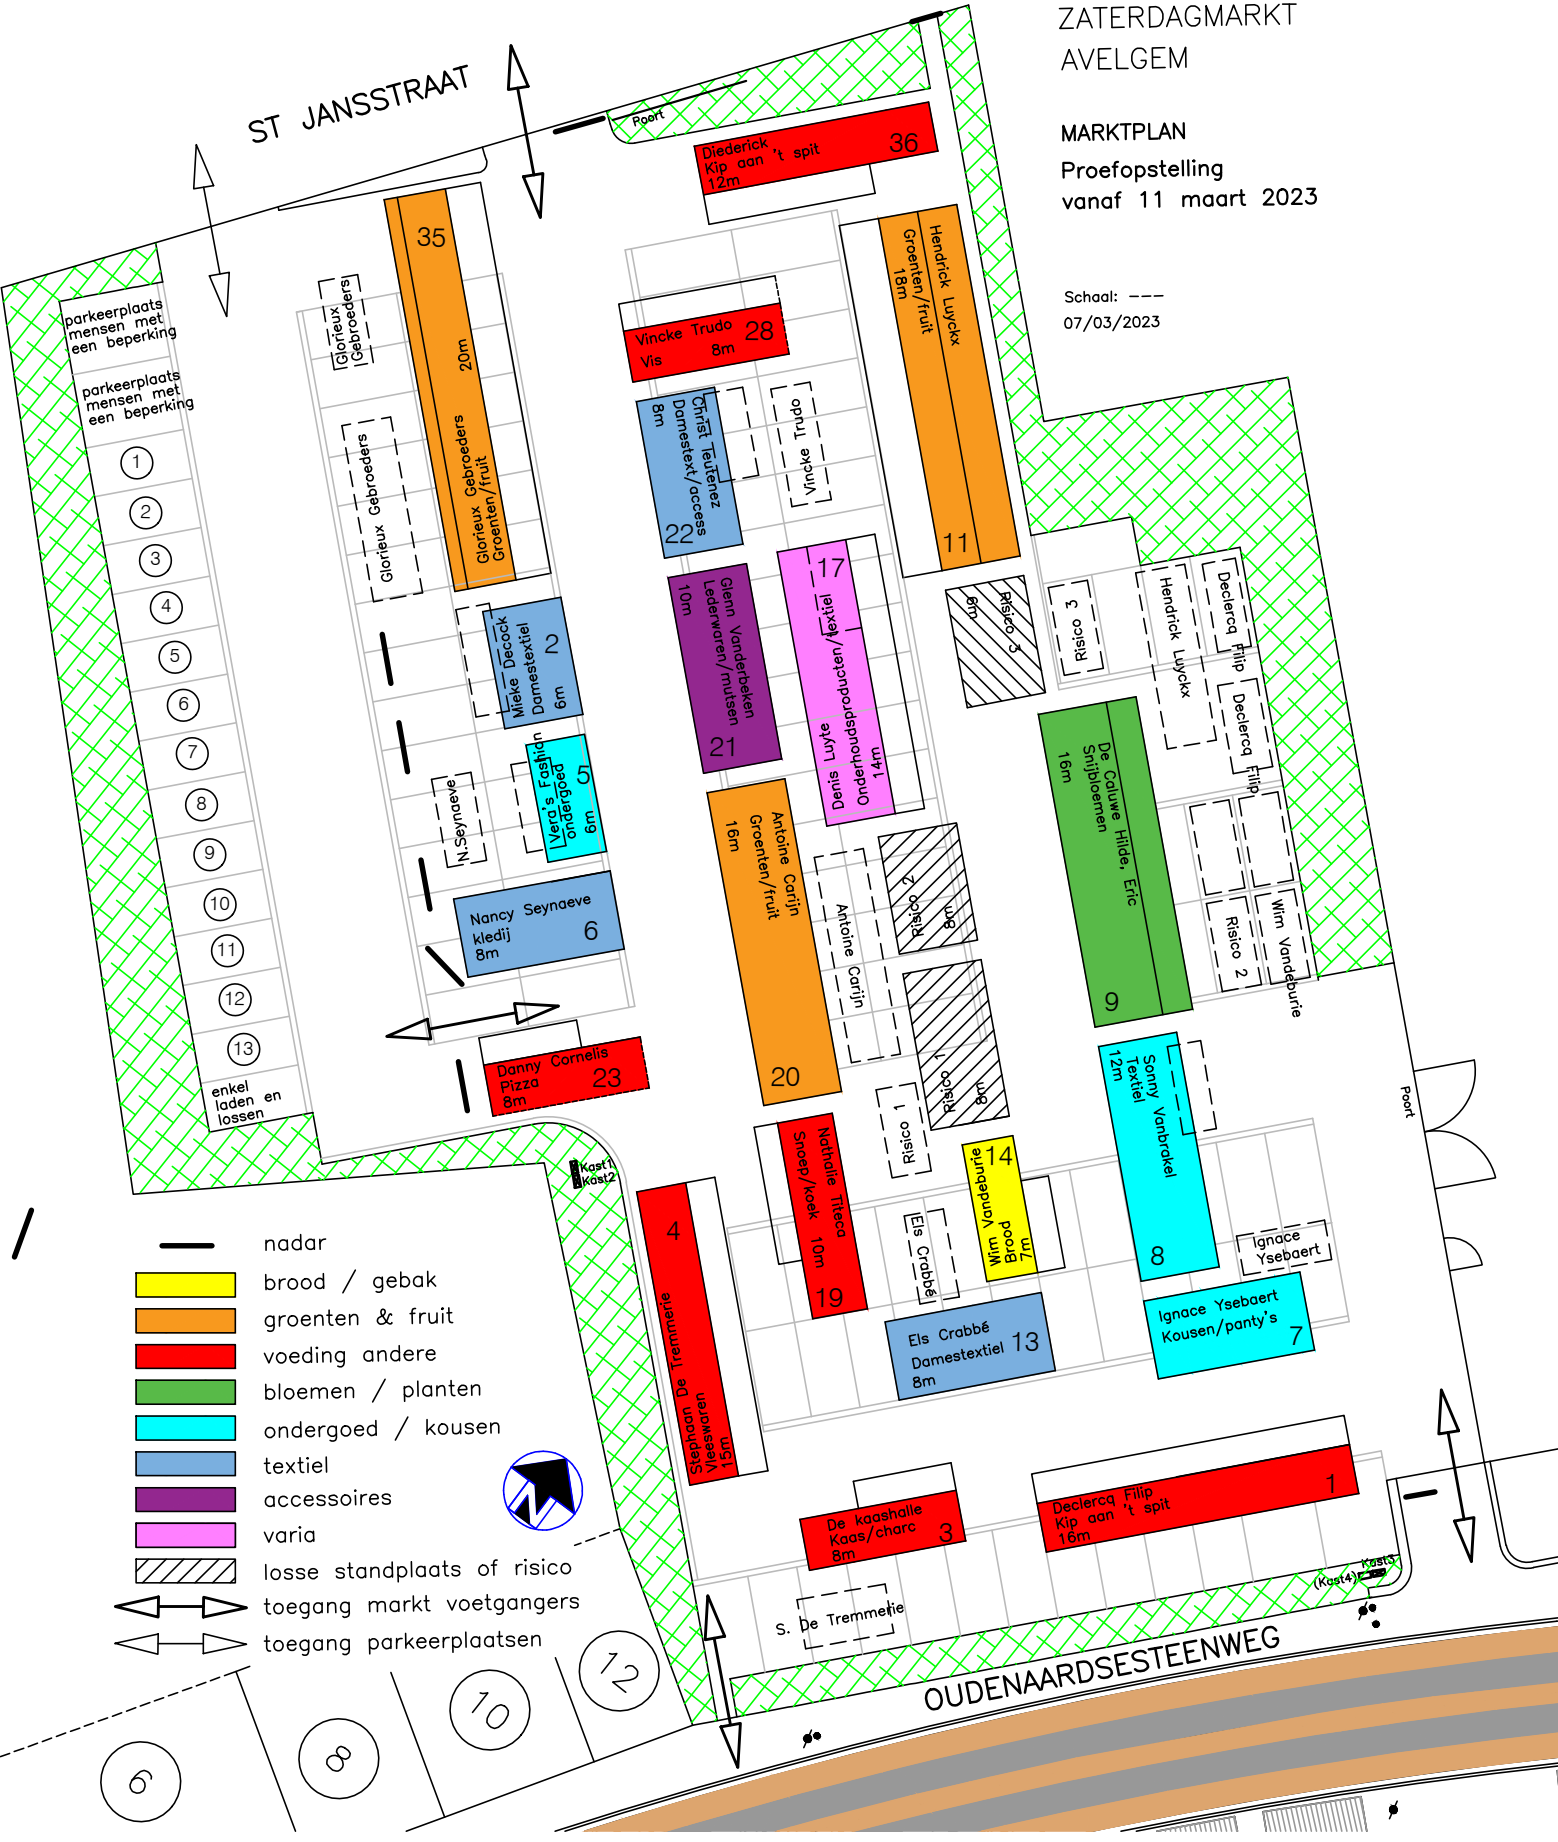 ZATERDAGMARKT
AVELGEM
MARKTPLAN
Proefopstelling
vanaf 11 maart 2023
Schaal: ---
07/03/2023
ST JANSSTRAAT
Poort
Diederick
Kip aan 't spit
12m
36
35
20m
Glorieux Gebroeders
Groenten/fruit
Glorieux
Gebroeders
Glorieux Gebroeders
Hendrick Luyckx
Groenten/fruit
18m
11
Vincke Trudo
Vis
8m
28
Christ Teutenez
Damestext/access
8m
22
Vincke Trudo
parkeerplaats
mensen met
een beperking
parkeerplaats
mensen met
een beperking
1
2
3
4
5
6
7
8
9
10
11
12
13
enkel
laden en
lossen
Mieke Decock
Damestextiel
6m
2
Vera's Fashion
ondergoed
6m
5
N.Seynaeve
Nancy Seynaeve
kledij
8m
6
Danny Cornelis
Pizza
8m
23
Glenn Vanderbeken
Lederwaren/mutsen
10m
21
17
Denis Luyte
Onderhoudsproducten/textiel
14m
Risico 3
6m
Risico 3
Hendrick Luyckx
Declercq Filip
Declercq Filip
De Caluwe Hilde, Eric
Snijbloemen
16m
9
Risico 2
Wim Vandeburie
Antoine Carijn
Groenten/fruit
16m
20
Antoine Carijn
Risico 2
8m
Risico 1
8m
Risico 1
Sonny Vanbrakel
Textiel
12m
8
Poort
Nathalie Titeca
Snoep/koek 10m
19
14
Wim Vandeburie
Brood
7m
Els Crabbé
Els Crabbé
Damestextiel
8m
13
Ignace
Ysebaert
Ignace Ysebaert
Kousen/panty's
7
Kast1
Kast2
4
Stephaan De Tremmerie
Vleeswaren
15m
De kaashalle
Kaas/charc
8m
3
Declercq Filip
Kip aan 't spit
16m
1
S. De Tremmerie
Kast3
(Kast4)
OUDENAARDSESTEENWEG
nadar
brood / gebak
groenten & fruit
voeding andere
bloemen / planten
ondergoed / kousen
textiel
accessoires
varia
losse standplaats of risico
toegang markt voetgangers
toegang parkeerplaatsen
6
8
10
12